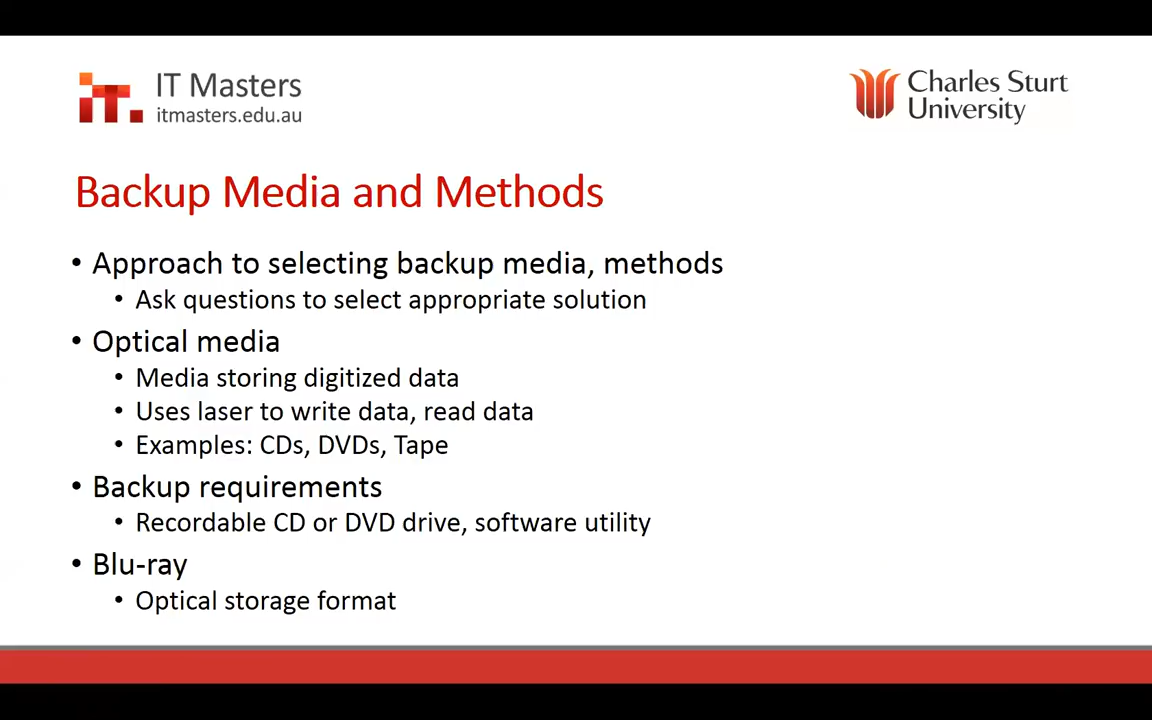 IT Masters
itmasters.edu.au
Charles Sturt
University
Backup Media and Methods
• Approach to selecting backup media, methods
• Ask questions to select appropriate solution
• Optical media
• Media storing digitized data
• Uses laser to write data, read data
• Examples: CDs, DVDs, Tape
• Backup requirements
• Recordable CD or DVD drive, software utility
• Blu-ray
• Optical storage format